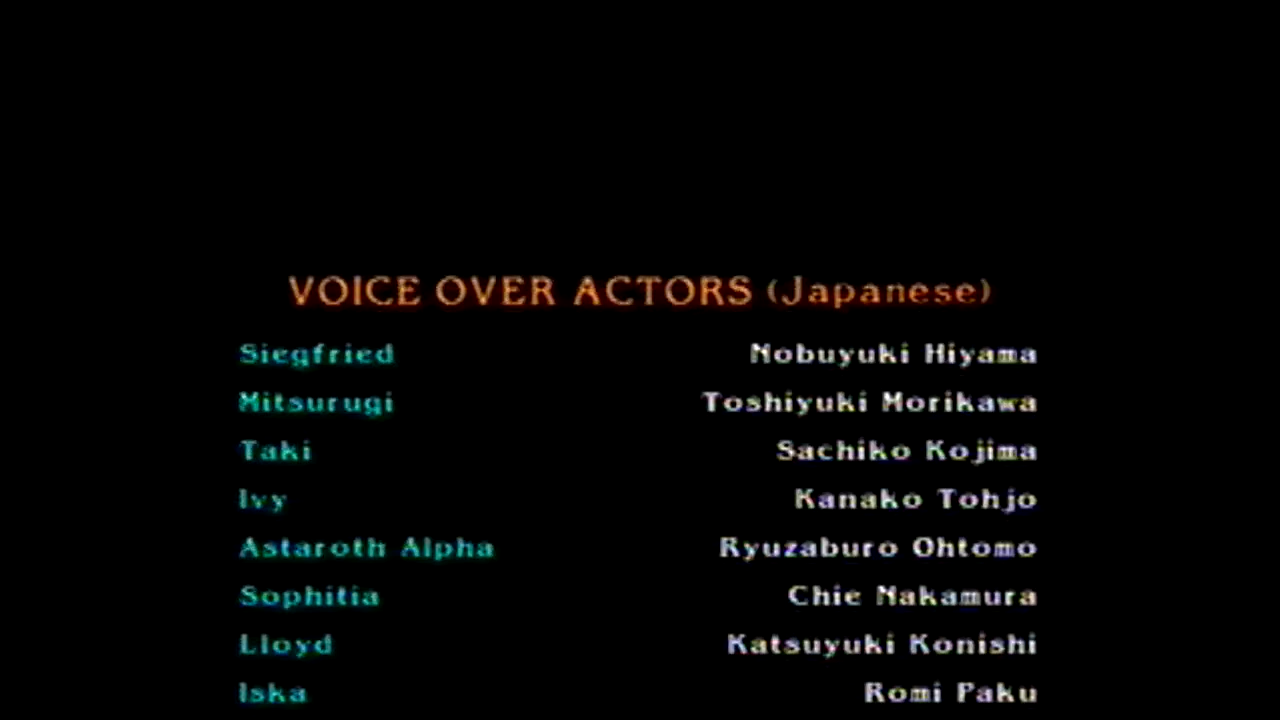 VOICE OVER ACTORS (Japanese)
Siegfried Nobuyuki Hiyama
Mitsurugi Toshiyuki Morikawa
Taki Sachiko Kojima
Ivy Kanako Tohjo
Astaroth Alpha Ryuzaburo Ohtomo
Sophitia Chie Nakamura
Lloyd Katsuyuki Konishi
Iska Romi Paku